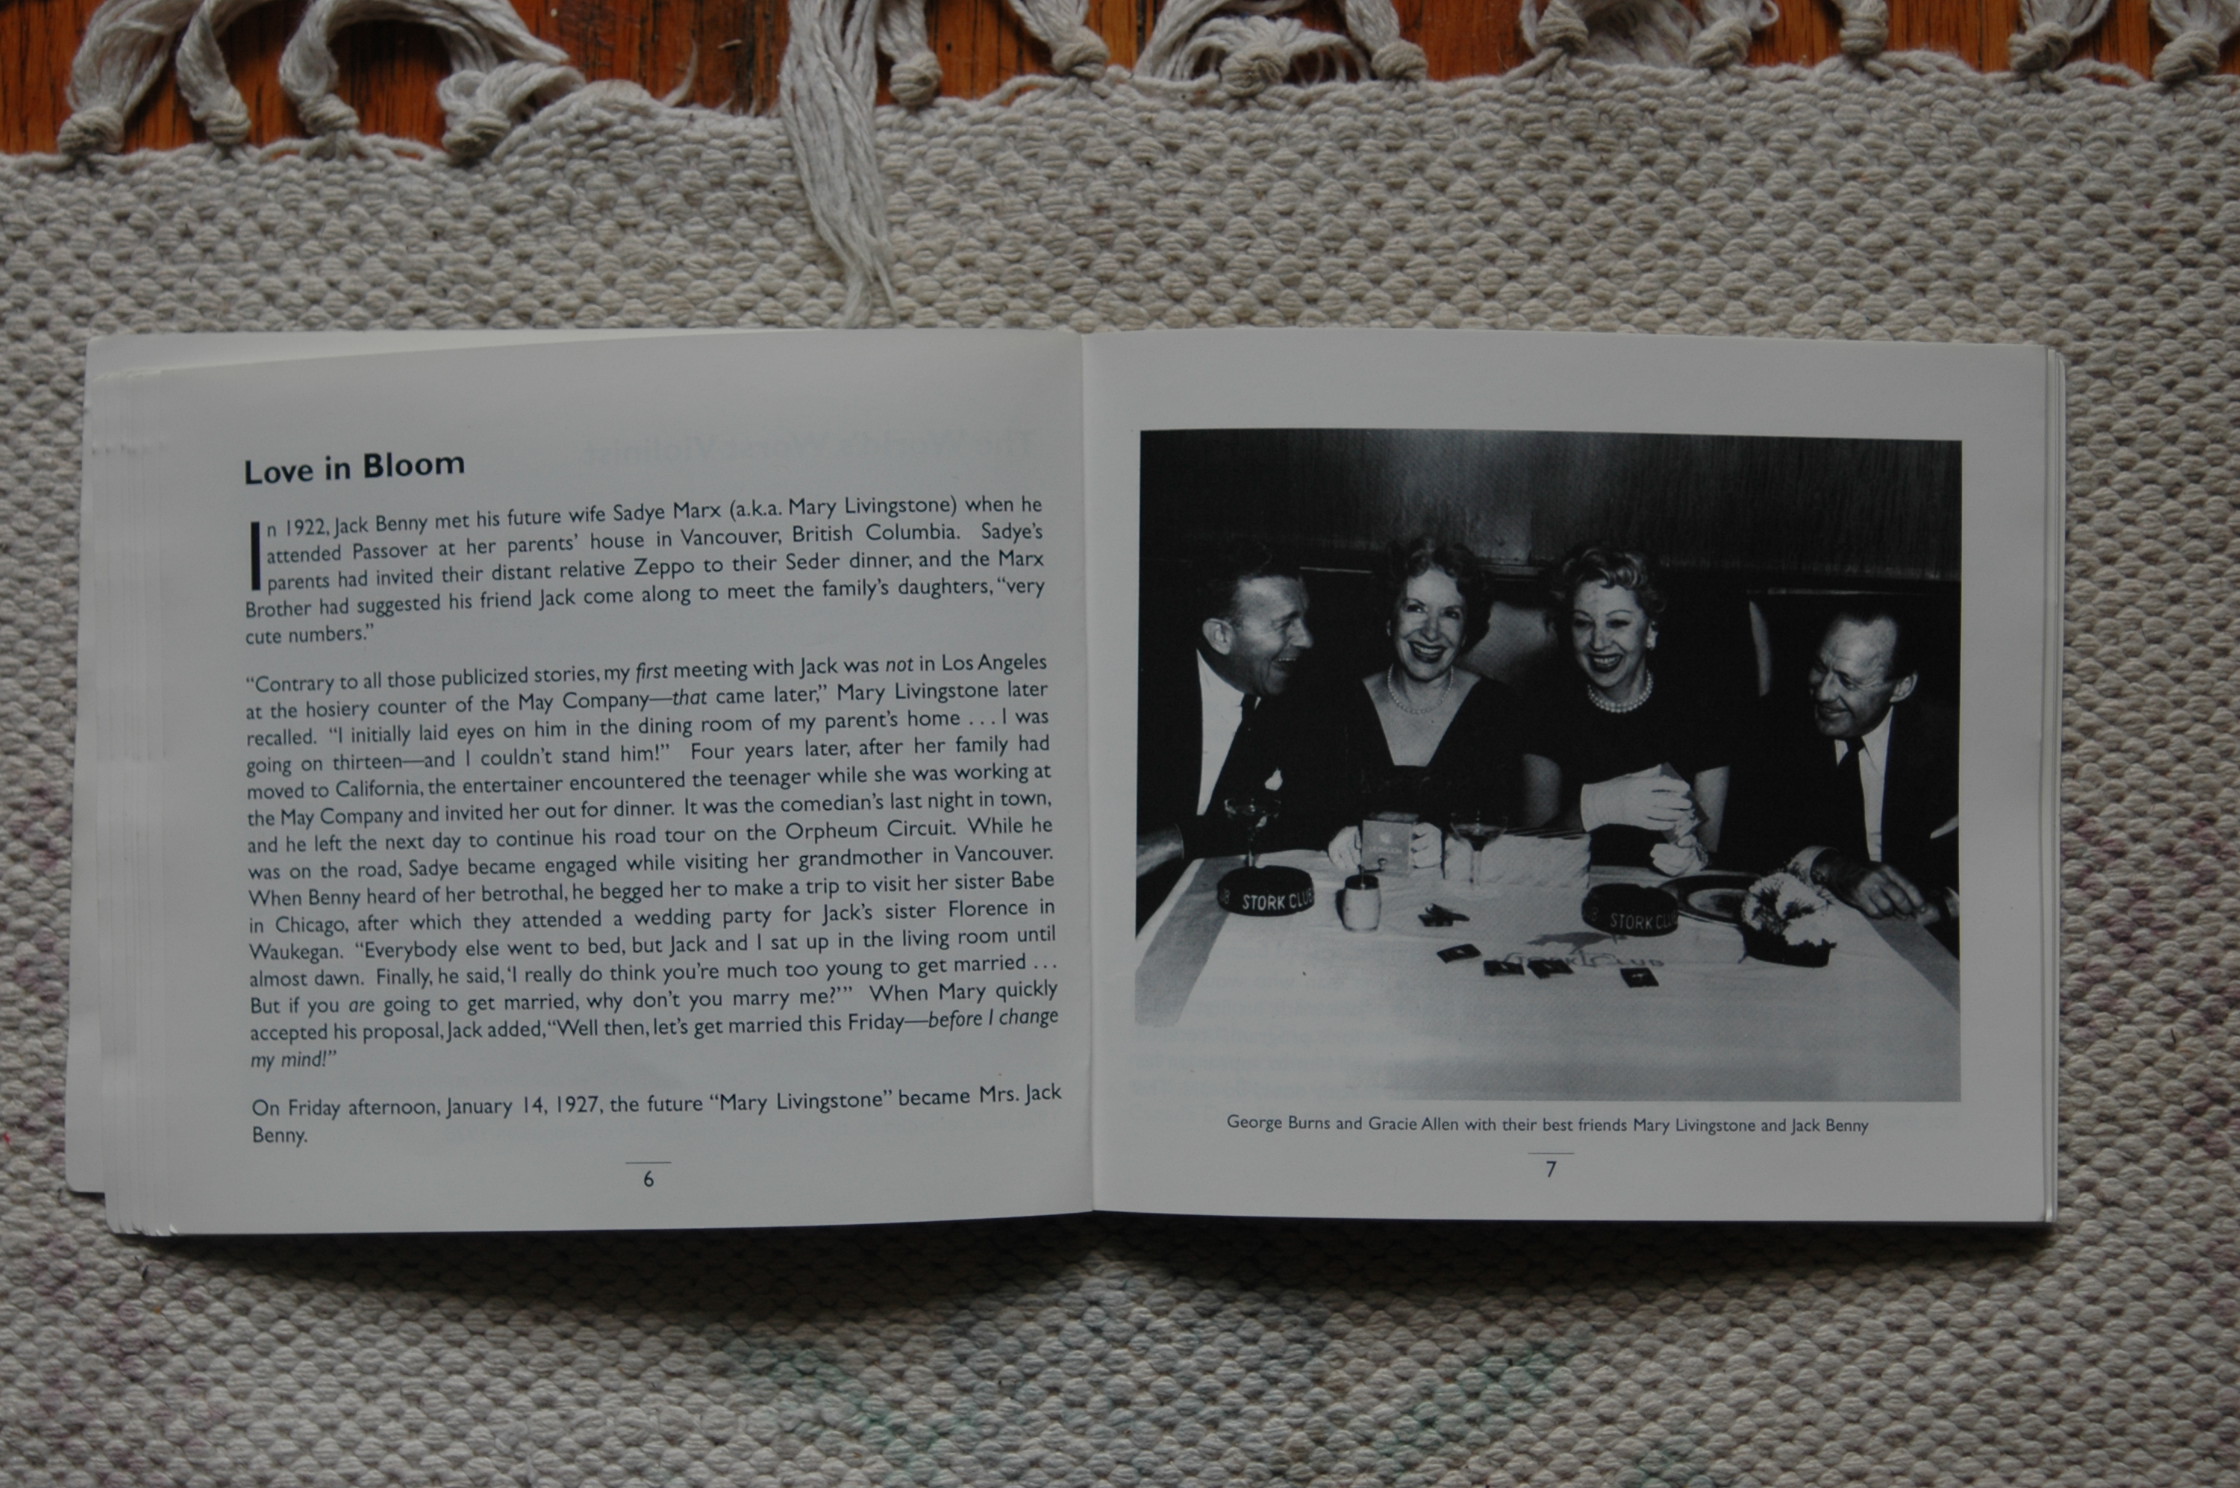 Love in Bloom
In 1922, Jack Benny met his future wife Sadye Marx (a.k.a. Mary Livingstone) when he
attended Passover at her parents' house in Vancouver, British Columbia. Sadye's
parents had invited their distant relative Zeppo to their Seder dinner, and the Marx
Brother had suggested his friend Jack come along to meet the family's daughters, “very
cute numbers.”
“Contrary to all those publicized stories, my first meeting with Jack was not in Los Angeles
at the hosiery counter of the May Company—that came later,” Mary Livingstone later
recalled. “I initially laid eyes on him in the dining room of my parent's home . . . I was
going on thirteen—and I couldn't stand him!” Four years later, after her family had
moved to California, the entertainer encountered the teenager while she was working at
the May Company and invited her out for dinner. It was the comedian's last night in town,
and he left the next day to continue his road tour on the Orpheum Circuit. While he
was on the road, Sadye became engaged while visiting her grandmother in Vancouver.
When Benny heard of her betrothal, he begged her to make a trip to visit her sister Babe
in Chicago, after which they attended a wedding party for Jack's sister Florence in
Waukegan. “Everybody else went to bed, but Jack and I sat up in the living room until
almost dawn. Finally, he said, ‘I really do think you're much too young to get married . . .
But if you are going to get married, why don't you marry me?’” When Mary quickly
accepted his proposal, Jack added, “Well then, let's get married this Friday—before I change
my mind!”
On Friday afternoon, January 14, 1927, the future “Mary Livingstone” became Mrs. Jack
Benny.
6
STORK CLUB
STORK CLUB
STORK CLUB
George Burns and Gracie Allen with their best friends Mary Livingstone and Jack Benny
7